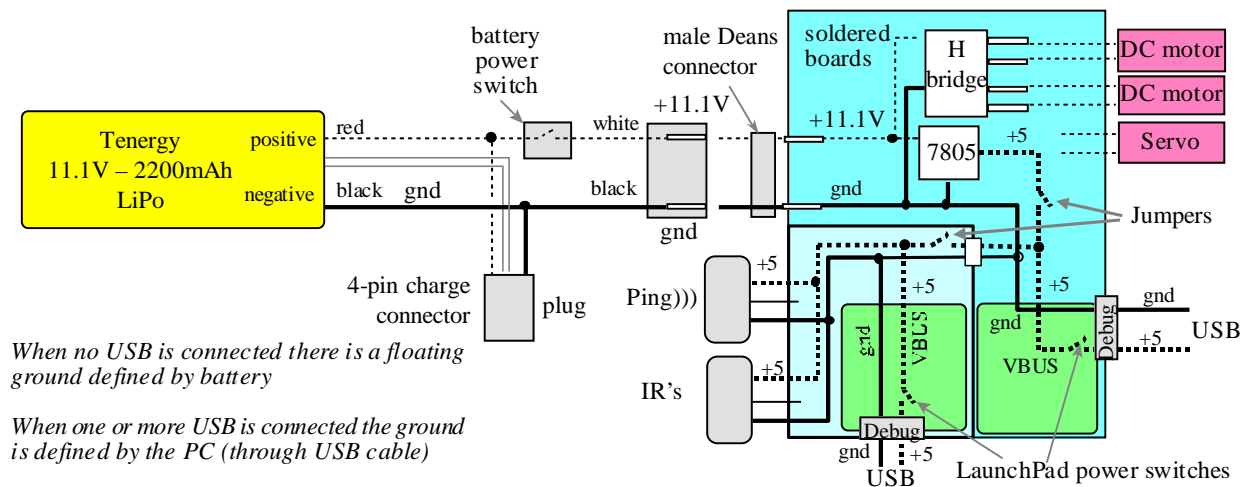 battery
power
switch
male Deans
connector
+11.1V
soldered
boards
H
bridge
DC motor
DC motor
Servo
Tenergy
11.1V – 2200mAh
LiPo
positive
negative
red
white
+11.1V
7805
+5
black
gnd
black
gnd
gnd
Jumpers
4-pin charge
connector
plug
Ping)))
+5
+5
+5
gnd
VBUS
gnd
VBUS
Debug
gnd
+5
USB
IR's
+5
Debug
gnd
+5
USB
LaunchPad power switches
When no USB is connected there is a floating
ground defined by battery
When one or more USB is connected the ground
is defined by the PC (through USB cable)